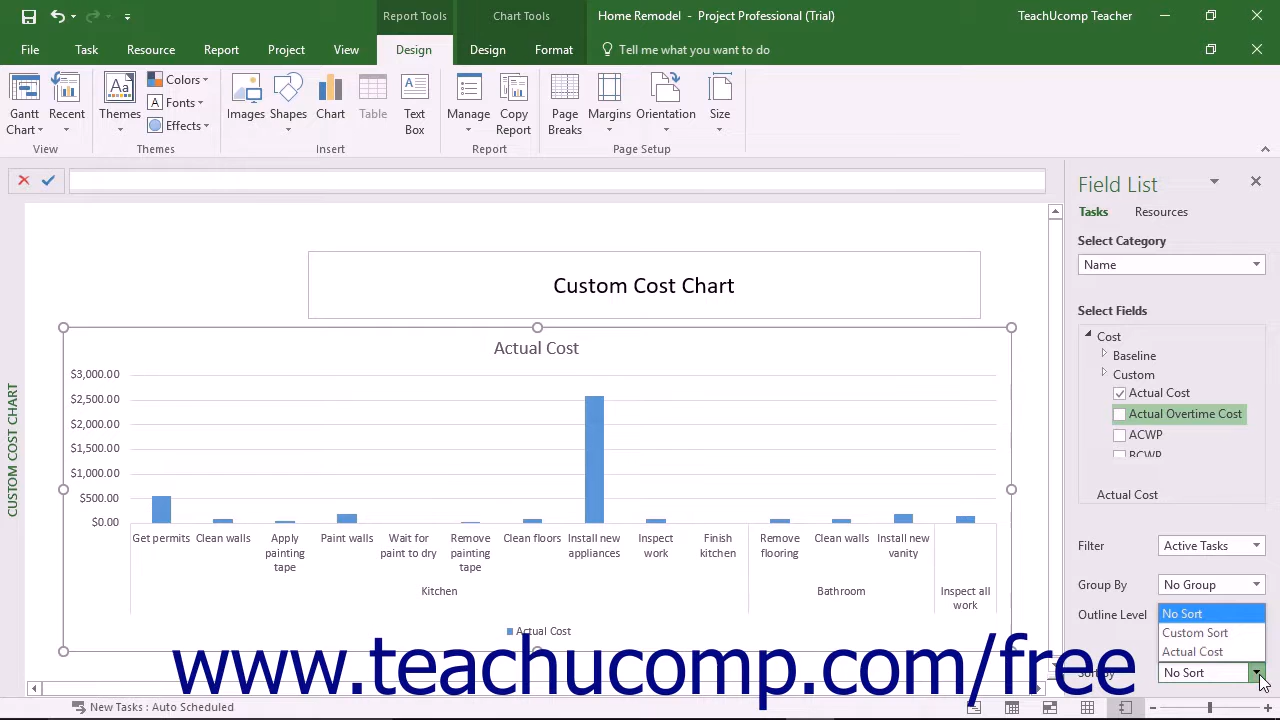 Report Tools
Chart Tools
Home Remodel - Project Professional (Trial)
TeachUcomp Teacher
File
Task
Resource
Report
Project
View
Design
Design
Format
Tell me what you want to do
Gantt Chart
Recent
Themes
Colors
Fonts
Effects
Images
Shapes
Chart
Table
Text Box
Manage
Copy Report
Page Breaks
Margins
Orientation
Size
View
Themes
Insert
Report
Page Setup
CUSTOM COST CHART
Custom Cost Chart
Actual Cost
$3,000.00
$2,500.00
$2,000.00
$1,500.00
$1,000.00
$500.00
$0.00
Get permits
Clean walls
Apply painting tape
Paint walls
Wait for paint to dry
Remove painting tape
Clean floors
Install new appliances
Inspect work
Finish kitchen
Remove flooring
Clean walls
Install new vanity
Inspect all work
Kitchen
Bathroom
Actual Cost
Field List
Tasks
Resources
Select Category
Name
Select Fields
Cost
Baseline
Custom
Actual Cost
Actual Overtime Cost
ACWP
BCWP
Actual Cost
Filter
Active Tasks
Group By
No Group
Outline Level
No Sort
Custom Sort
Actual Cost
Sort By
No Sort
www.teachucomp.com/free
New Tasks : Auto Scheduled